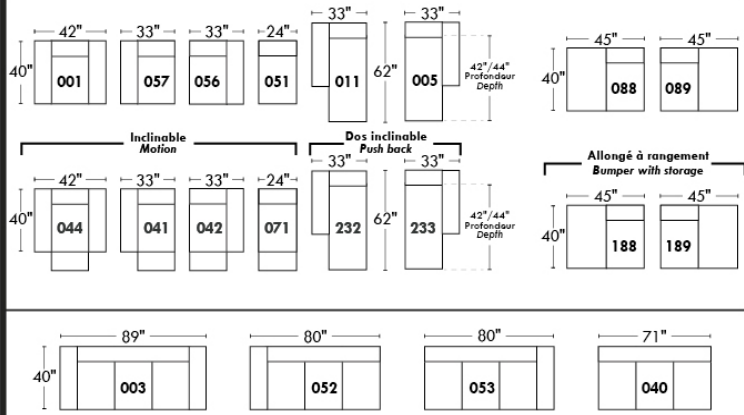 42" 33" 33" 24" 33" 33" 45" 45"
40" 001 057 056 051 011 62" 005 42"/44" 40" 088 089
Profondeur
Depth
Inclinable
Motion
Dos inclinable
Push back
Allongé à rangement
Bumper with storage
42" 33" 33" 24" 33" 33" 45" 45"
40" 044 041 042 071 232 62" 233 42"/44" 40" 188 189
Profondeur
Depth
89" 80" 80" 71"
40" 003 052 053 040